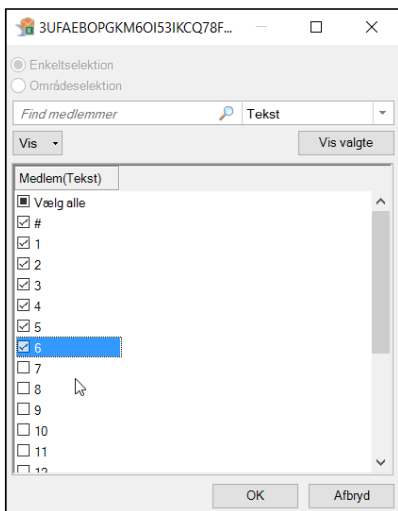 3UFAEBOPGKM6OI53IKCQ78F...
Enkeltselektion
Områdeselektion
Find medlemmer Tekst
Vis Vis valgte
Medlem(Tekst)
Vælg alle
#
1
2
3
4
5
6
7
8
9
10
11
12
OK Afbryd